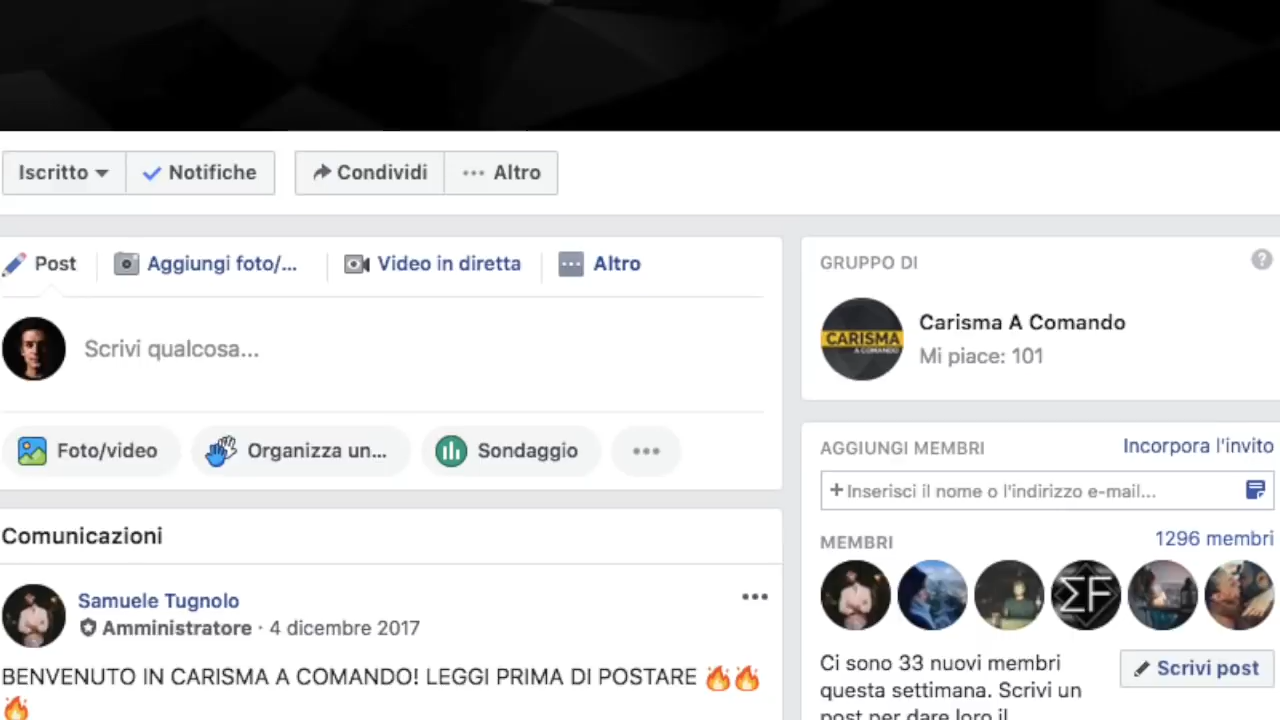 Iscritto
Notifiche
Condividi
Altro
Post
Aggiungi foto/...
Video in diretta
Altro
Scrivi qualcosa...
Foto/video
Organizza un...
Sondaggio
Comunicazioni
Samuele Tugnolo
Amministratore · 4 dicembre 2017
BENVENUTO IN CARISMA A COMANDO! LEGGI PRIMA DI POSTARE 🔥🔥
🔥
GRUPPO DI
CARISMA
A COMANDO
Carisma A Comando
Mi piace: 101
AGGIUNGI MEMBRI
Incorpora l'invito
+ Inserisci il nome o l'indirizzo e-mail...
MEMBRI
1296 membri
ΣF
Ci sono 33 nuovi membri
questa settimana. Scrivi un
post per dare loro il
Scrivi post